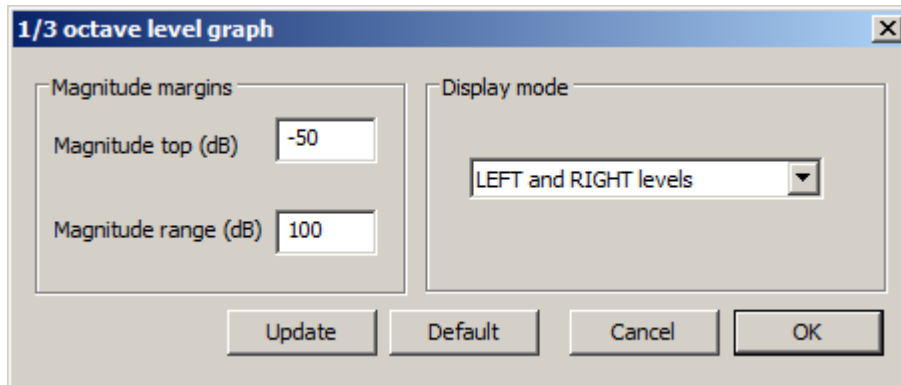 1/3 octave level graph
Magnitude margins
Magnitude top (dB) -50
Magnitude range (dB) 100
Display mode
LEFT and RIGHT levels
Update Default Cancel OK